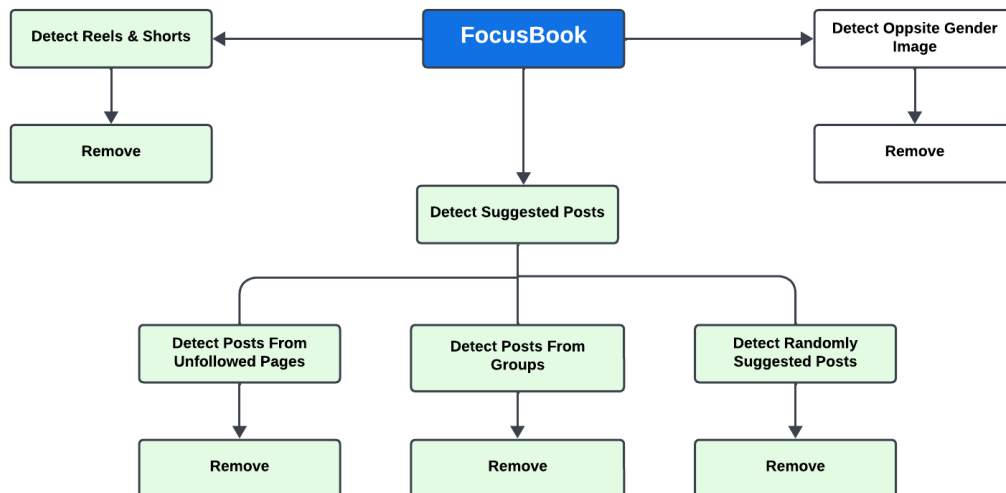 FocusBook
Detect Reels & Shorts
Detect Oppsite Gender
Image
Remove
Remove
Detect Suggested Posts
Detect Posts From
Unfollowed Pages
Detect Posts From
Groups
Detect Randomly
Suggested Posts
Remove
Remove
Remove